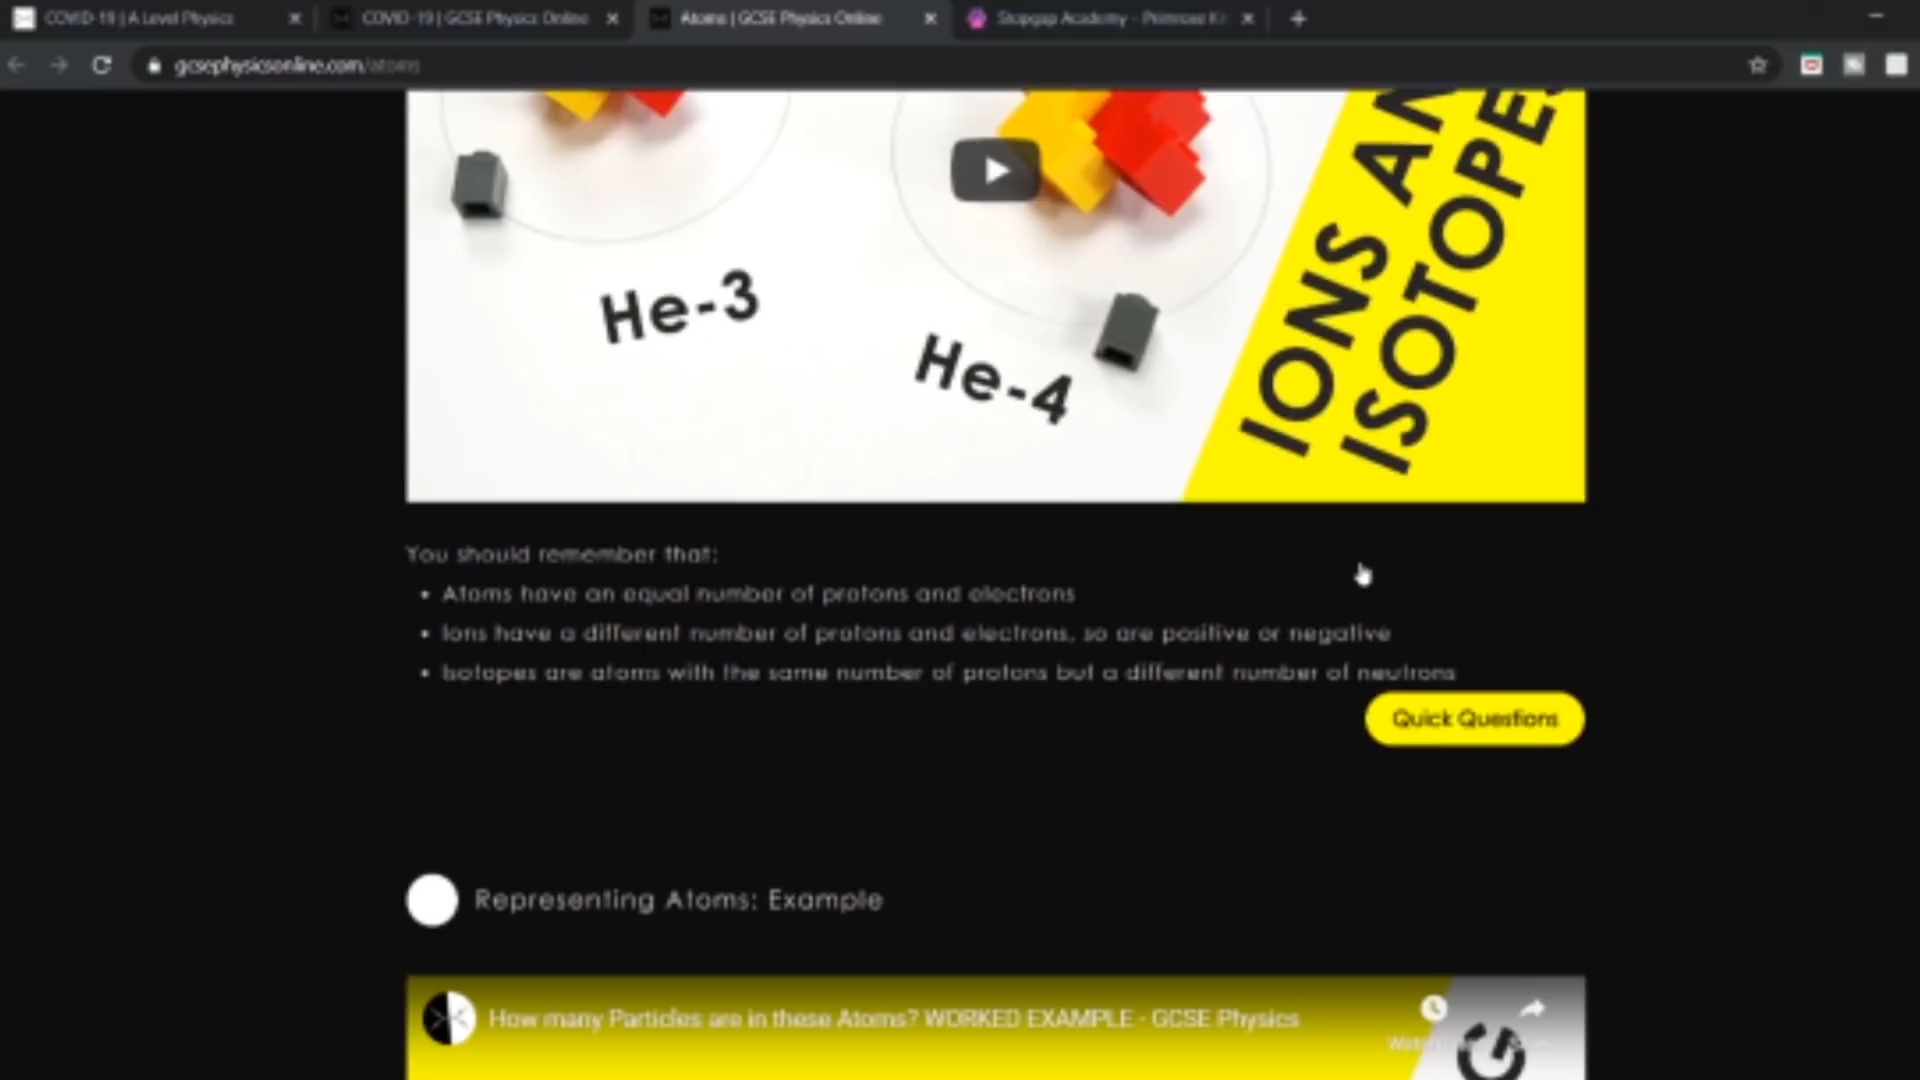 COVID-19 | A Level Physics
COVID-19 | GCSE Physics Online
Atoms | GCSE Physics Online
Stopgap Academy - Primrose Ki
gcsephysicsonline.com/atoms
He-3
He-4
IONS AN
ISOTOPES
You should remember that:
• Atoms have an equal number of protons and electrons
• Ions have a different number of protons and electrons, so are positive or negative
• Isotopes are atoms with the same number of protons but a different number of neutrons
Quick Questions
Representing Atoms: Example
How many Particles are in these Atoms? WORKED EXAMPLE - GCSE Physics